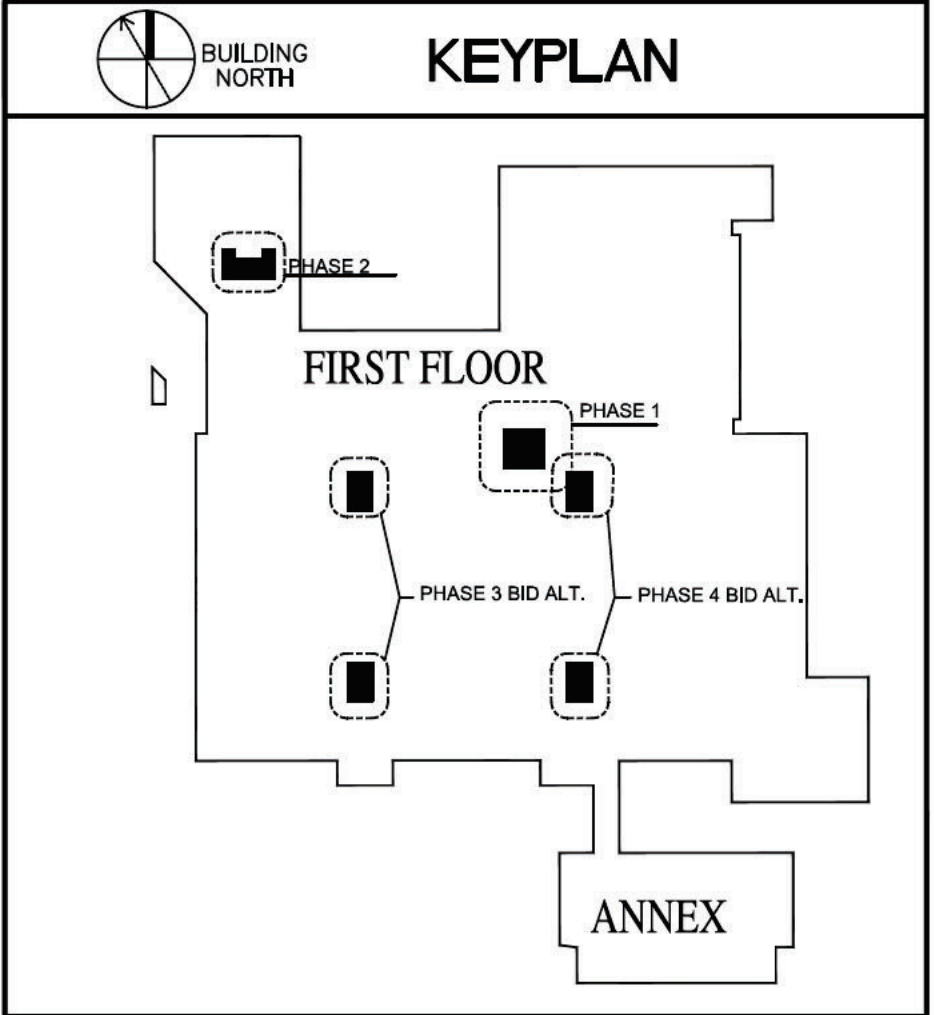 BUILDING
NORTH
KEYPLAN
PHASE 2
FIRST FLOOR
PHASE 1
PHASE 3 BID ALT.
PHASE 4 BID ALT.
ANNEX